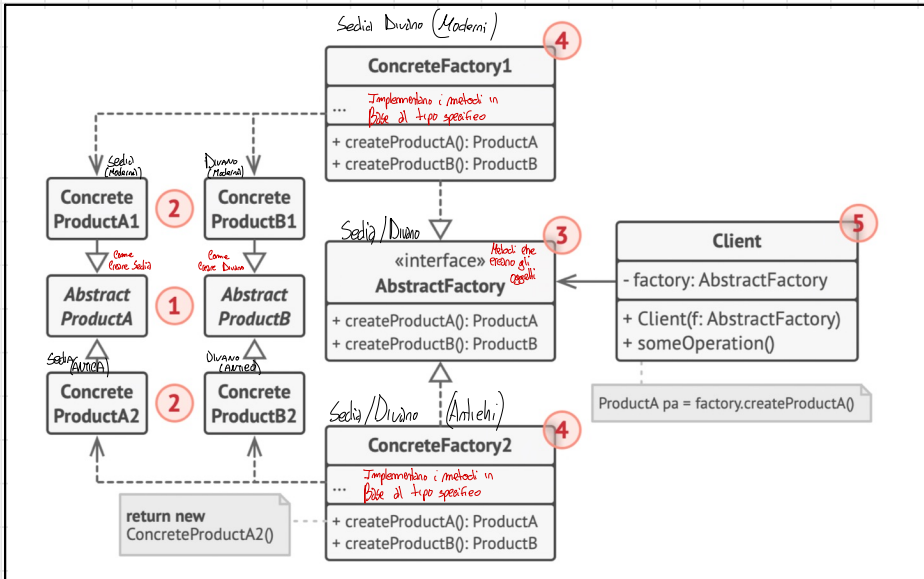 Sedia Divano (Moderni)
4
ConcreteFactory1
... Implementano i metodi in
Base al tipo specifico
+ createProductA(): ProductA
+ createProductB(): ProductB
Sedia
(Moderna)
Divano
(Moderno)
Concrete
ProductA1
2
Concrete
ProductB1
Come
Creare Sedia
Come
Creare Divano
Abstract
ProductA
1
Abstract
ProductB
Sedia
(ANTICA)
Divano
(ANTICO)
Concrete
ProductA2
2
Concrete
ProductB2
Sedia/Divano
3
«interface»
AbstractFactory
Metodi che
creano gli
oggetti
+ createProductA(): ProductA
+ createProductB(): ProductB
5
Client
- factory: AbstractFactory
+ Client(f: AbstractFactory)
+ someOperation()
ProductA pa = factory.createProductA()
Sedia/Divano (Antichi)
4
ConcreteFactory2
... Implementano i metodi in
Base al tipo specifico
+ createProductA(): ProductA
+ createProductB(): ProductB
return new
ConcreteProductA2()